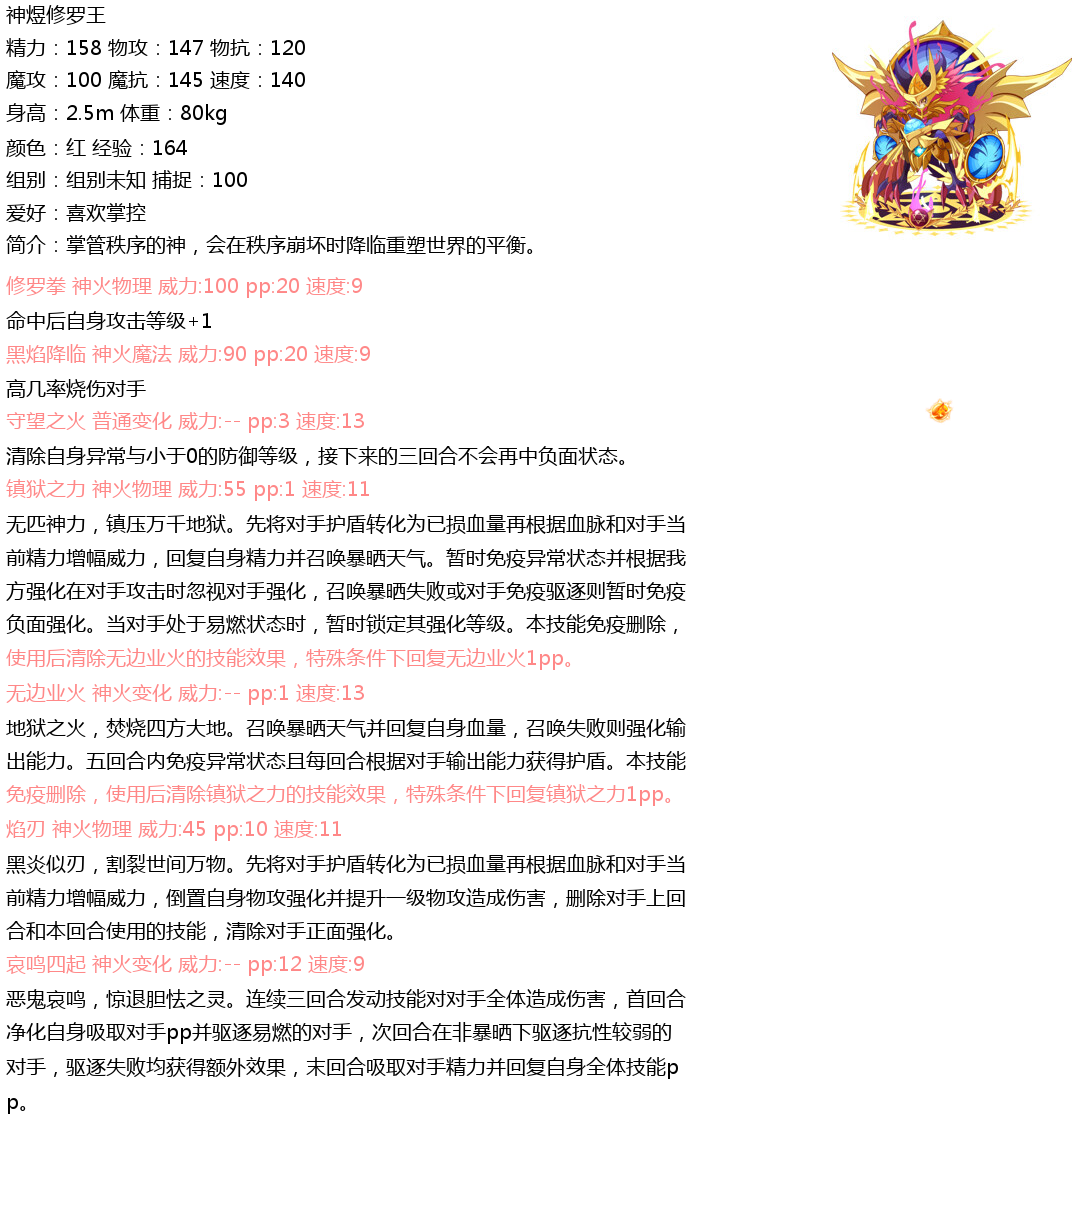 神煜修罗王
精力：158 物攻：147 物抗：120
魔攻：100 魔抗：145 速度：140
身高：2.5m 体重：80kg
颜色：红 经验：164
组别：组别未知 捕捉：100
爱好：喜欢掌控
简介：掌管秩序的神，会在秩序崩坏时降临重塑世界的平衡。
修罗拳 神火物理 威力:100 pp:20 速度:9
命中后自身攻击等级+1
黑焰降临 神火魔法 威力:90 pp:20 速度:9
高几率烧伤对手
守望之火 普通变化 威力:-- pp:3 速度:13
清除自身异常与小于0的防御等级，接下来的三回合不会再中负面状态。
镇狱之力 神火物理 威力:55 pp:1 速度:11
无匹神力，镇压万千地狱。先将对手护盾转化为已损血量再根据血脉和对手当
前精力增幅威力，回复自身精力并召唤暴晒天气。暂时免疫异常状态并根据我
方强化在对手攻击时忽视对手强化，召唤暴晒失败或对手免疫驱逐则暂时免疫
负面强化。当对手处于易燃状态时，暂时锁定其强化等级。本技能免疫删除，
使用后清除无边业火的技能效果，特殊条件下回复无边业火1pp。
无边业火 神火变化 威力:-- pp:1 速度:13
地狱之火，焚烧四方大地。召唤暴晒天气并回复自身血量，召唤失败则强化输
出能力。五回合内免疫异常状态且每回合根据对手输出能力获得护盾。本技能
免疫删除，使用后清除镇狱之力的技能效果，特殊条件下回复镇狱之力1pp。
焰刃 神火物理 威力:45 pp:10 速度:11
黑炎似刃，割裂世间万物。先将对手护盾转化为已损血量再根据血脉和对手当
前精力增幅威力，倒置自身物攻强化并提升一级物攻造成伤害，删除对手上回
合和本回合使用的技能，清除对手正面强化。
哀鸣四起 神火变化 威力:-- pp:12 速度:9
恶鬼哀鸣，惊退胆怯之灵。连续三回合发动技能对对手全体造成伤害，首回合
净化自身吸取对手pp并驱逐易燃的对手，次回合在非暴晒下驱逐抗性较弱的
对手，驱逐失败均获得额外效果，末回合吸取对手精力并回复自身全体技能p
p。